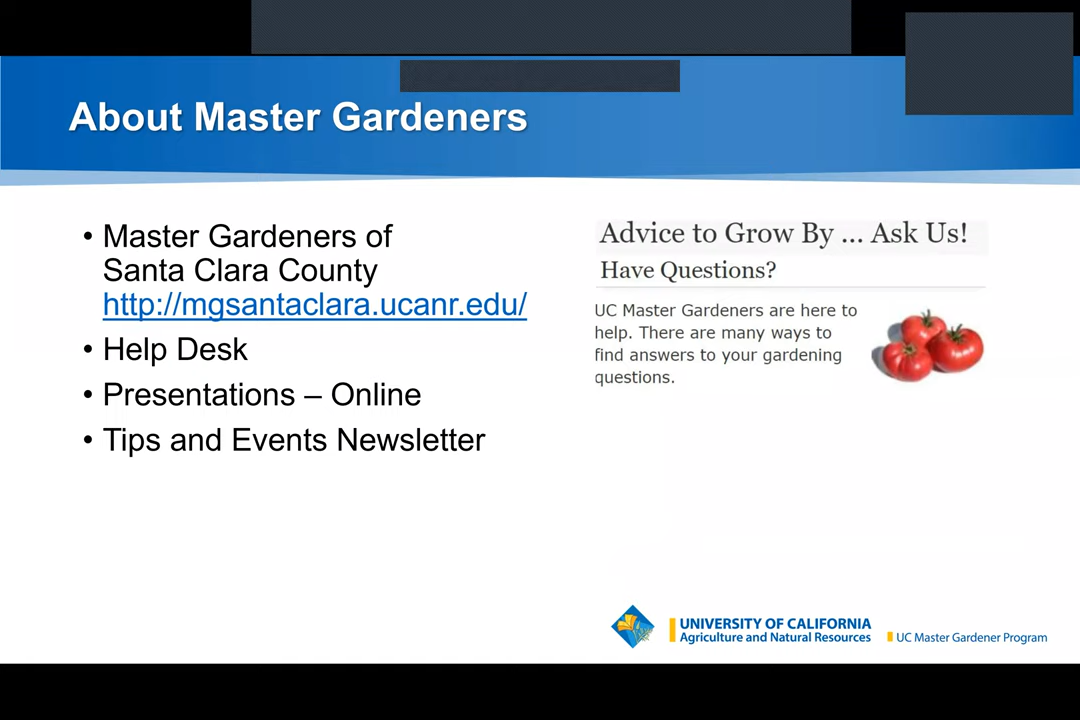 About Master Gardeners
• Master Gardeners of
Santa Clara County
http://mgsantaclara.ucanr.edu/
• Help Desk
• Presentations – Online
• Tips and Events Newsletter
Advice to Grow By ... Ask Us!
Have Questions?
UC Master Gardeners are here to
help. There are many ways to
find answers to your gardening
questions.
UNIVERSITY OF CALIFORNIA
Agriculture and Natural Resources
UC Master Gardener Program